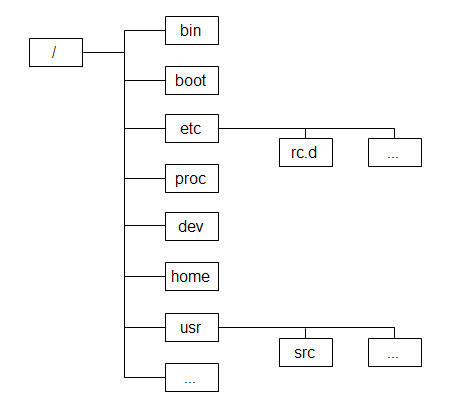 /
bin
boot
etc
rc.d
...
proc
dev
home
usr
src
...
...